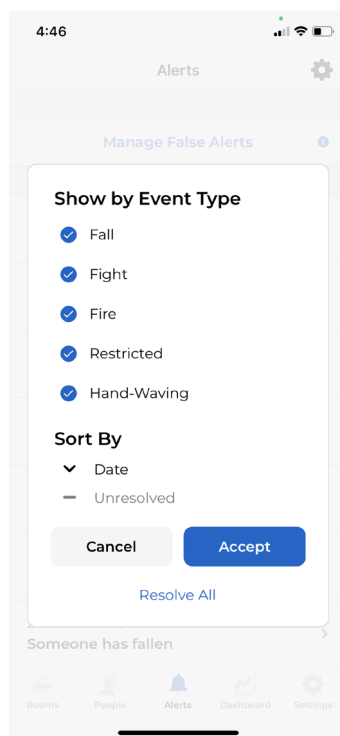 4:46
Alerts
Manage False Alerts
Show by Event Type
Fall
Fight
Fire
Restricted
Hand-Waving
Sort By
Date
Unresolved
Cancel Accept
Resolve All
Someone has fallen
Rooms People Alerts Dashboard Settings